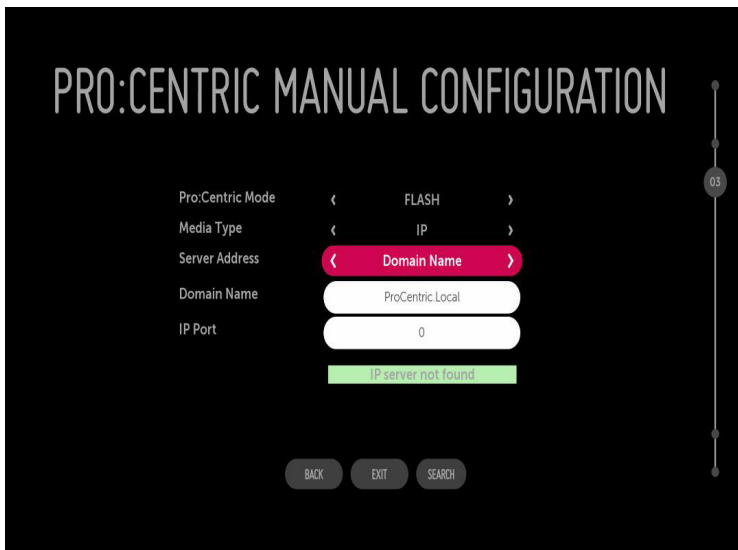 PRO:CENTRIC MANUAL CONFIGURATION
03
Pro:Centric Mode ‹ FLASH ›
Media Type ‹ IP ›
Server Address ‹ Domain Name ›
Domain Name ProCentric.Local
IP Port 0
IP server not found
BACK EXIT SEARCH